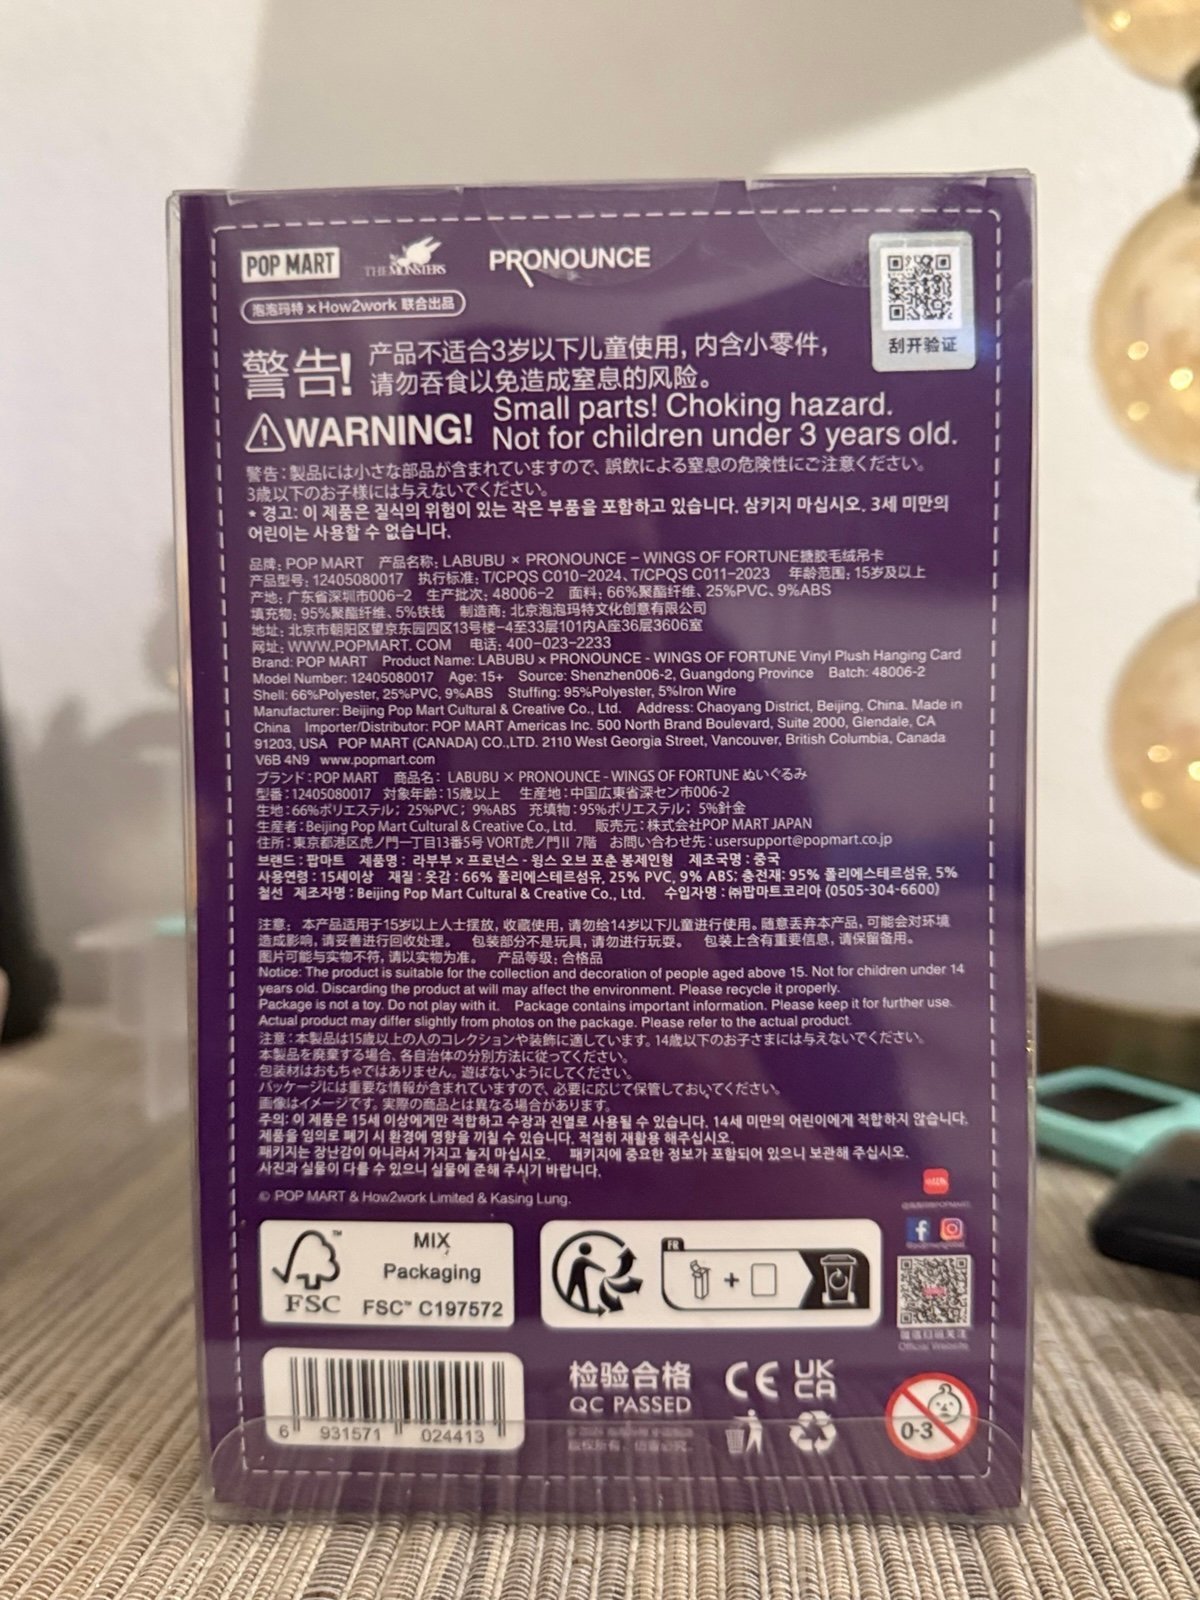 POP MART THE MONSTERS PRONOUNCE
泡泡玛特×How2work 联合出品
刮开验证
警告! 产品不适合3岁以下儿童使用，内含小零件，
请勿吞食以免造成窒息的风险。
WARNING! Small parts! Choking hazard.
Not for children under 3 years old.
警告：製品には小さな部品が含まれていますので、誤飲による窒息の危険性にご注意ください。
3歳以下のお子様には与えないでください。
* 경고: 이 제품은 질식의 위험이 있는 작은 부품을 포함하고 있습니다. 삼키지 마십시오. 3세 미만의
어린이는 사용할 수 없습니다.
品牌：POP MART 产品名称：LABUBU × PRONOUNCE - WINGS OF FORTUNE搪胶毛绒吊卡
产品型号：12405080017 执行标准：T/CPQS C010-2024、T/CPQS C011-2023 年龄范围：15岁及以上
产地：广东省深圳市006-2 生产批次：48006-2 面料：66%聚酯纤维、25%PVC、9%ABS
填充物：95%聚酯纤维、5%铁线 制造商：北京泡泡玛特文化创意有限公司
地址：北京市朝阳区望京东园四区13号楼-4至33层101内A座36层3606室
网址：WWW.POPMART.COM 电话：400-023-2233
Brand: POP MART Product Name: LABUBU × PRONOUNCE - WINGS OF FORTUNE Vinyl Plush Hanging Card
Model Number: 12405080017 Age: 15+ Source: Shenzhen006-2, Guangdong Province Batch: 48006-2
Shell: 66%Polyester, 25%PVC, 9%ABS Stuffing: 95%Polyester, 5%Iron Wire
Manufacturer: Beijing Pop Mart Cultural & Creative Co., Ltd. Address: Chaoyang District, Beijing, China. Made in
China Importer/Distributor: POP MART Americas Inc. 500 North Brand Boulevard, Suite 2000, Glendale, CA
91203, USA POP MART (CANADA) CO.,LTD. 2110 West Georgia Street, Vancouver, British Columbia, Canada
V6B 4N9 www.popmart.com
ブランド：POP MART 商品名： LABUBU × PRONOUNCE - WINGS OF FORTUNE ぬいぐるみ
型番：12405080017 対象年齢：15歳以上 生産地：中国広東省深セン市006-2
生地：66%ポリエステル； 25%PVC； 9%ABS 充填物：95%ポリエステル； 5%針金
生産者：Beijing Pop Mart Cultural & Creative Co., Ltd. 販売元：株式会社POP MART JAPAN
住所：東京都港区虎ノ門一丁目13番5号 VORT虎ノ門II 7階 お問い合わせ先：usersupport@popmart.co.jp
브랜드 : 팝마트 제품명 : 라부부 × 프로넌스 - 윙스 오브 포춘 봉제인형 제조국명 : 중국
사용연령 : 15세이상 재질 : 옷감 : 66% 폴리에스테르섬유, 25% PVC, 9% ABS; 충전재: 95% 폴리에스테르섬유, 5%
철선 제조자명 : Beijing Pop Mart Cultural & Creative Co., Ltd. 수입자명 : ㈜팝마트코리아 (0505-304-6600)
注意： 本产品适用于15岁以上人士摆放，收藏使用，请勿给14岁以下儿童进行使用。随意丢弃本产品，可能会对环境
造成影响，请妥善进行回收处理。 包装部分不是玩具，请勿进行玩耍。 包装上含有重要信息，请保留备用。
图片可能与实物不符，请以实物为准。 产品等级：合格品
Notice: The product is suitable for the collection and decoration of people aged above 15. Not for children under 14
years old. Discarding the product at will may affect the environment. Please recycle it properly.
Package is not a toy. Do not play with it. Package contains important information. Please keep it for further use.
Actual product may differ slightly from photos on the package. Please refer to the actual product.
注意：本製品は15歳以上の人のコレクションや装飾に適しています。14歳以下のお子さまには与えないでください。
本製品を廃棄する場合、各自治体の分別方法に従ってください。
包装材はおもちゃではありません。遊ばないようにしてください。
パッケージには重要な情報が含まれていますので、必要に応じて保管しておいてください。
画像はイメージです。実際の商品とは異なる場合があります。
주의: 이 제품은 15세 이상에게만 적합하고 수장과 진열로 사용될 수 있습니다. 14세 미만의 어린이에게 적합하지 않습니다.
제품을 임의로 폐기 시 환경에 영향을 끼칠 수 있습니다. 적절히 재활용 해주십시오.
패키지는 장난감이 아니라서 가지고 놀지 마십시오. 패키지에 중요한 정보가 포함되어 있으니 보관해 주십시오.
사진과 실물이 다를 수 있으니 실물에 준해 주시기 바랍니다.
© POP MART & How2work Limited & Kasing Lung.
FSC™
MIX
Packaging
FSC™ C197572
FR
Official Website
6 931571 024413
检验合格
QC PASSED
CE UKCA
版权所有，仿冒必究
0-3